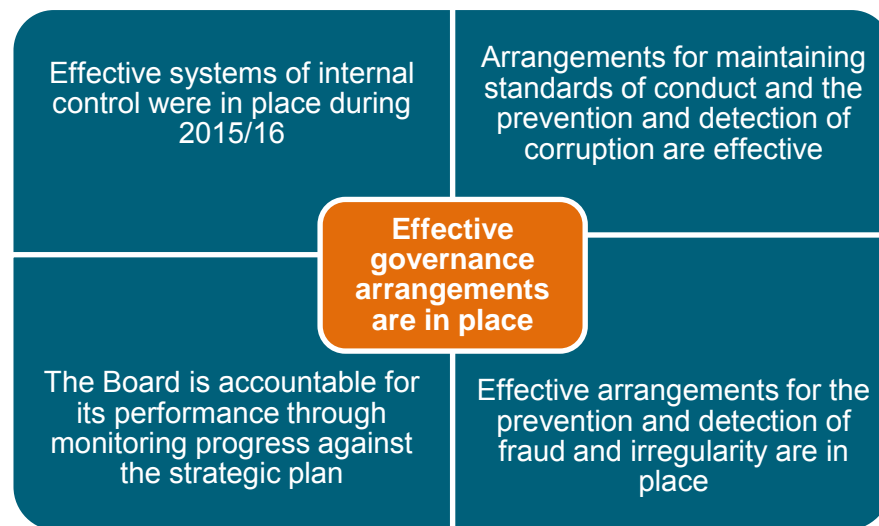 Effective systems of internal
control were in place during
2015/16
Arrangements for maintaining
standards of conduct and the
prevention and detection of
corruption are effective
Effective
governance
arrangements
are in place
The Board is accountable for
its performance through
monitoring progress against
the strategic plan
Effective arrangements for the
prevention and detection of
fraud and irregularity are in
place